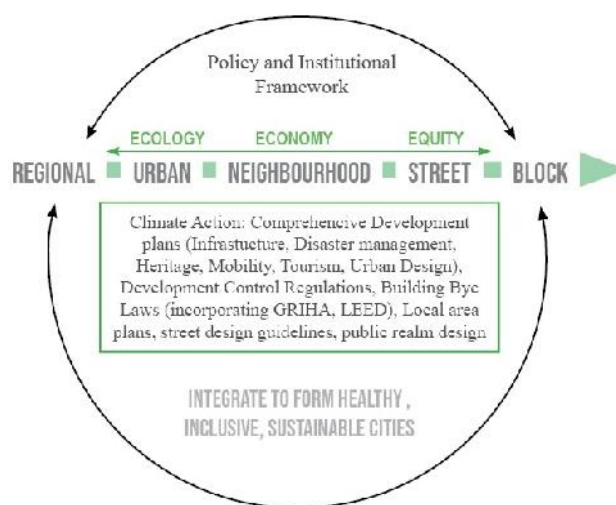 Policy and Institutional
Framework
ECOLOGY ECONOMY EQUITY
REGIONAL URBAN NEIGHBOURHOOD STREET BLOCK
Climate Action: Comprehencive Development
plans (Infrastucture, Disaster management,
Heritage, Mobility, Tourism, Urban Design),
Development Control Regulations, Building Bye
Laws (incorporating GRIHA, LEED), Local area
plans, street design guidelines, public realm design
INTEGRATE TO FORM HEALTHY ,
INCLUSIVE, SUSTAINABLE CITIES